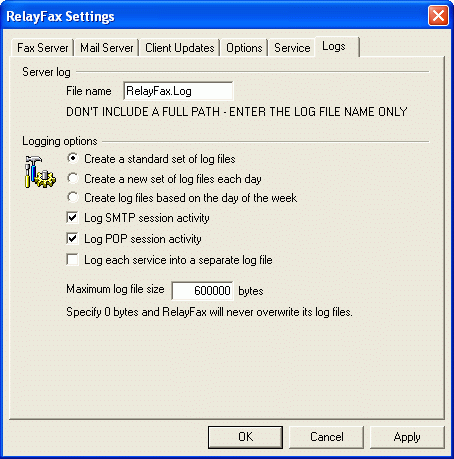 RelayFax Settings
Fax Server Mail Server Client Updates Options Service Logs
Server log
File name RelayFax.Log
DON'T INCLUDE A FULL PATH - ENTER THE LOG FILE NAME ONLY
Logging options
Create a standard set of log files
Create a new set of log files each day
Create log files based on the day of the week
Log SMTP session activity
Log POP session activity
Log each service into a separate log file
Maximum log file size 600000 bytes
Specify 0 bytes and RelayFax will never overwrite its log files.
OK Cancel Apply